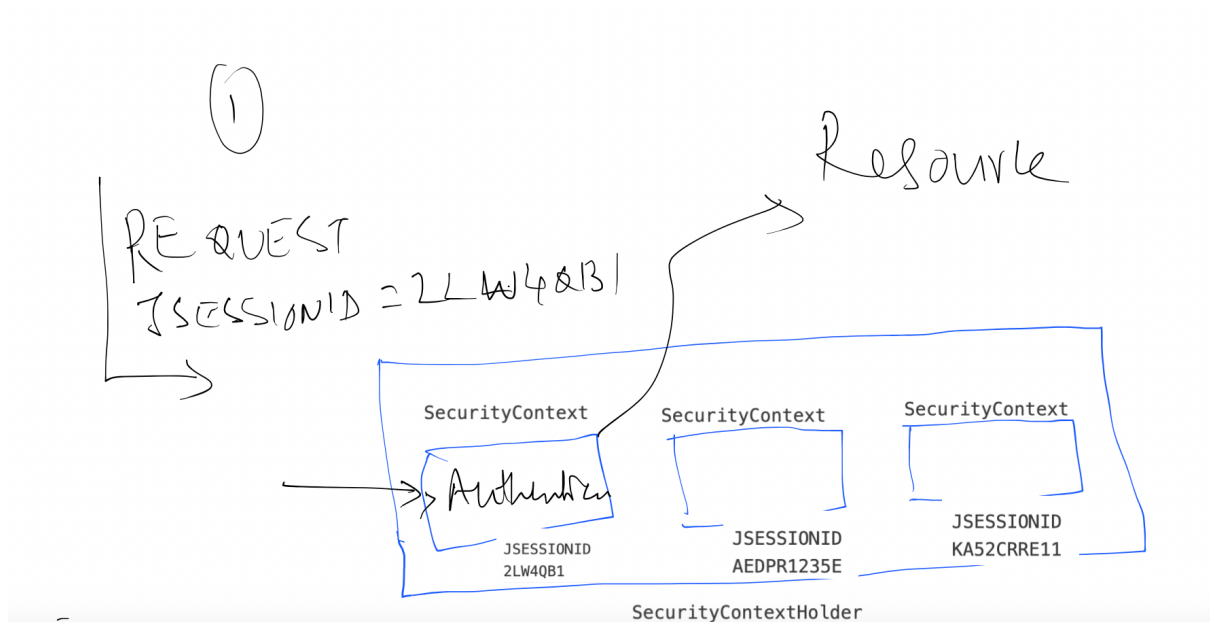 1
REQUEST
JSESSIONID = 2LW4QB1
Resource
SecurityContext
SecurityContext
SecurityContext
JSESSIONID
2LW4QB1
JSESSIONID
AEDPR1235E
JSESSIONID
KA52CRRE11
SecurityContextHolder